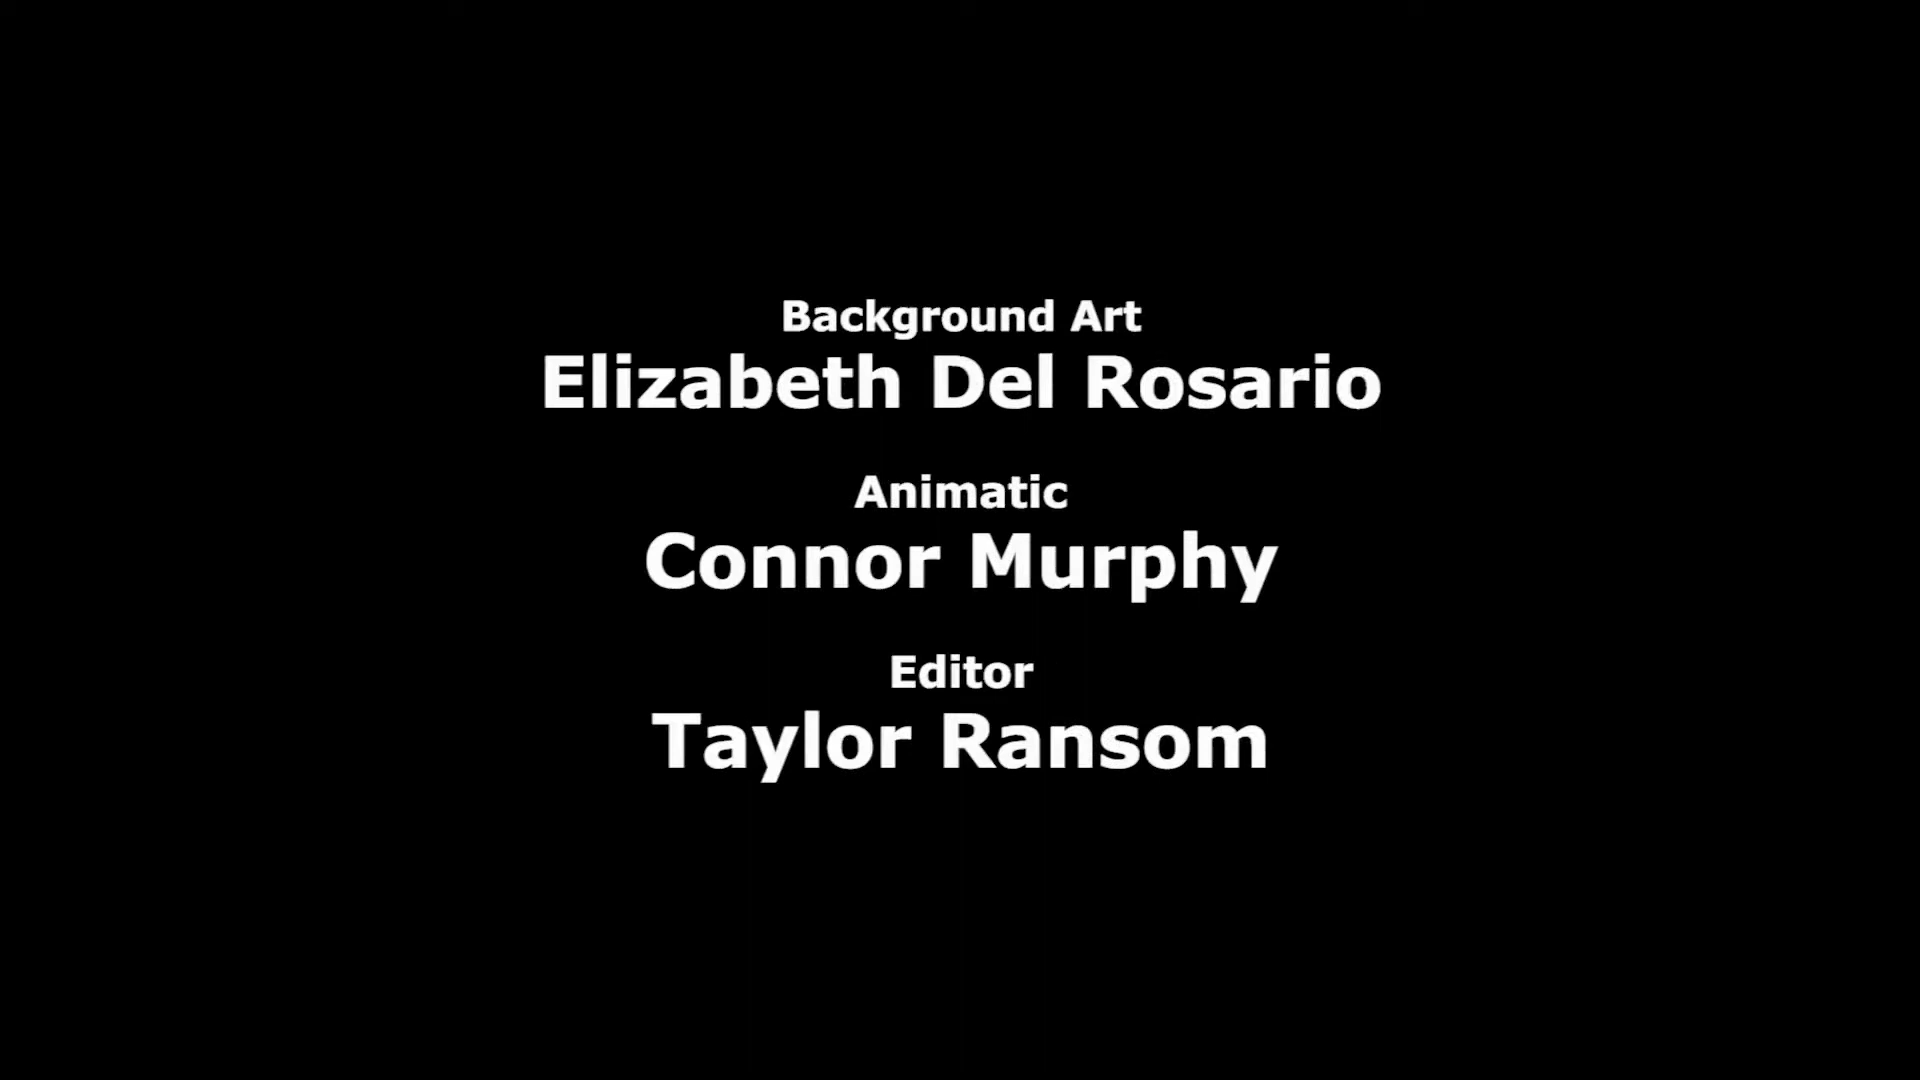 Background Art
Elizabeth Del Rosario
Animatic
Connor Murphy
Editor
Taylor Ransom